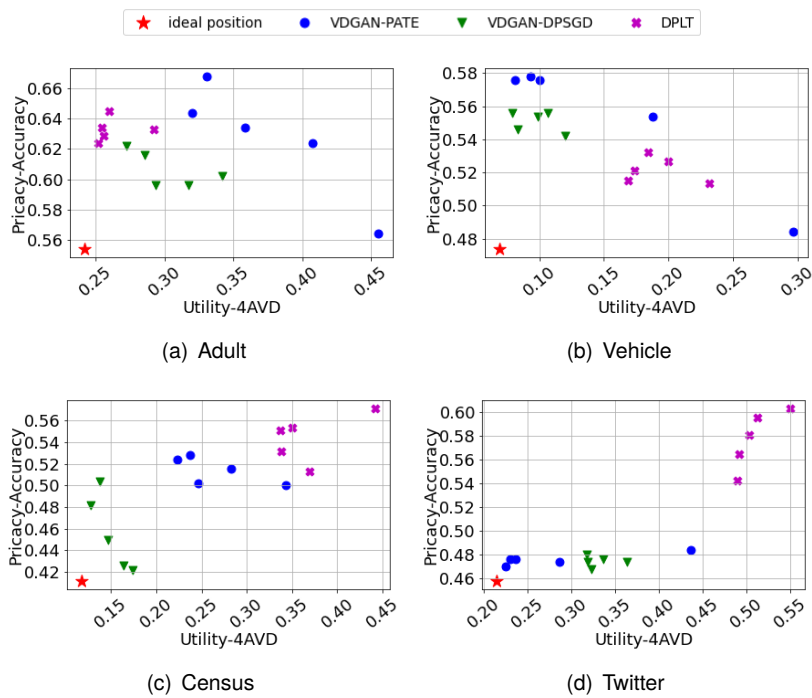 ideal position VDGAN-PATE VDGAN-DPSGD DPLT
0.66
0.64
0.62
0.60
0.58
0.56
Pricacy-Accuracy
0.25 0.30 0.35 0.40 0.45
Utility-4AVD
(a) Adult
0.58
0.56
0.54
0.52
0.50
0.48
Pricacy-Accuracy
0.10 0.20 0.30
Utility-4AVD
(b) Vehicle
0.56
0.54
0.52
0.50
0.48
0.46
0.44
0.42
Pricacy-Accuracy
0.15 0.20 0.25 0.30 0.35 0.40 0.45
Utility-4AVD
(c) Census
0.60
0.58
0.56
0.54
0.52
0.50
0.48
0.46
Pricacy-Accuracy
0.20 0.25 0.30 0.35 0.40 0.45 0.50 0.55
Utility-4AVD
(d) Twitter